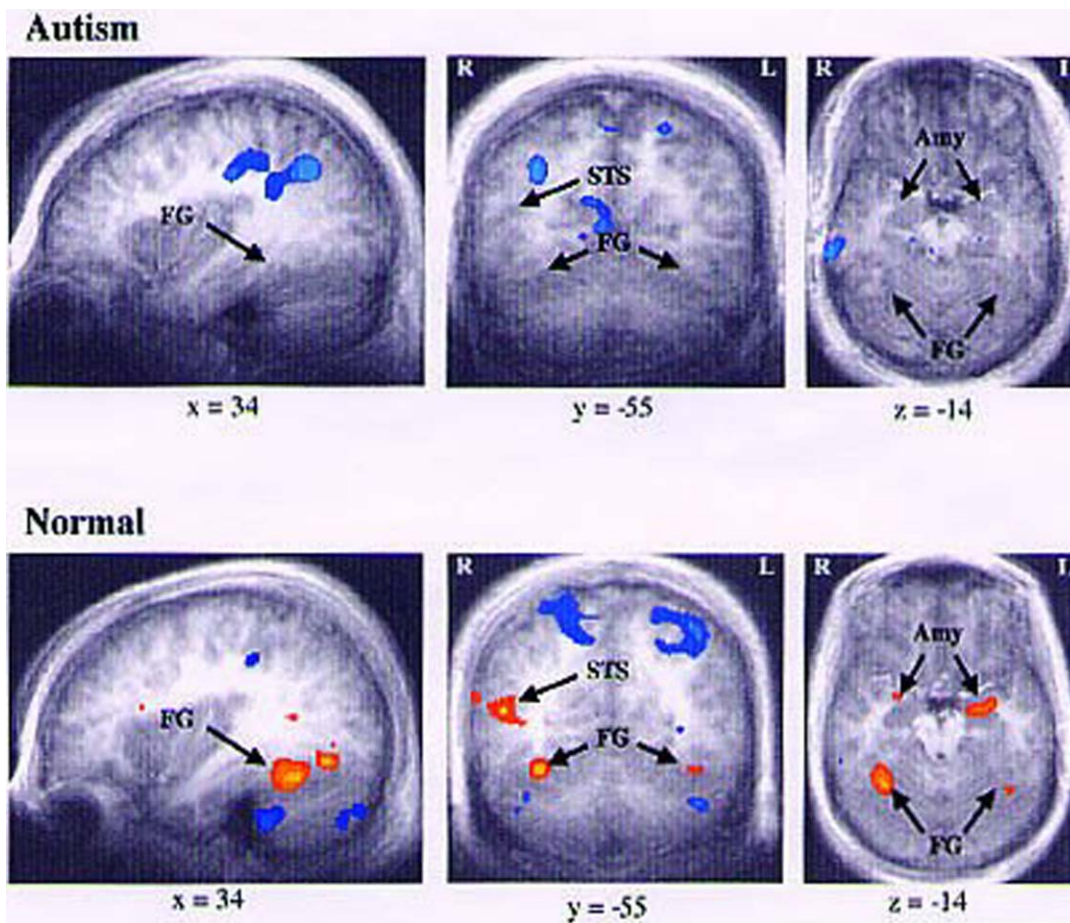 Autism
R L R L
Amy
STS
FG
FG
FG
x = 34 y = -55 z = -14
Normal
R L R L
Amy
STS
FG
FG
FG
x = 34 y = -55 z = -14